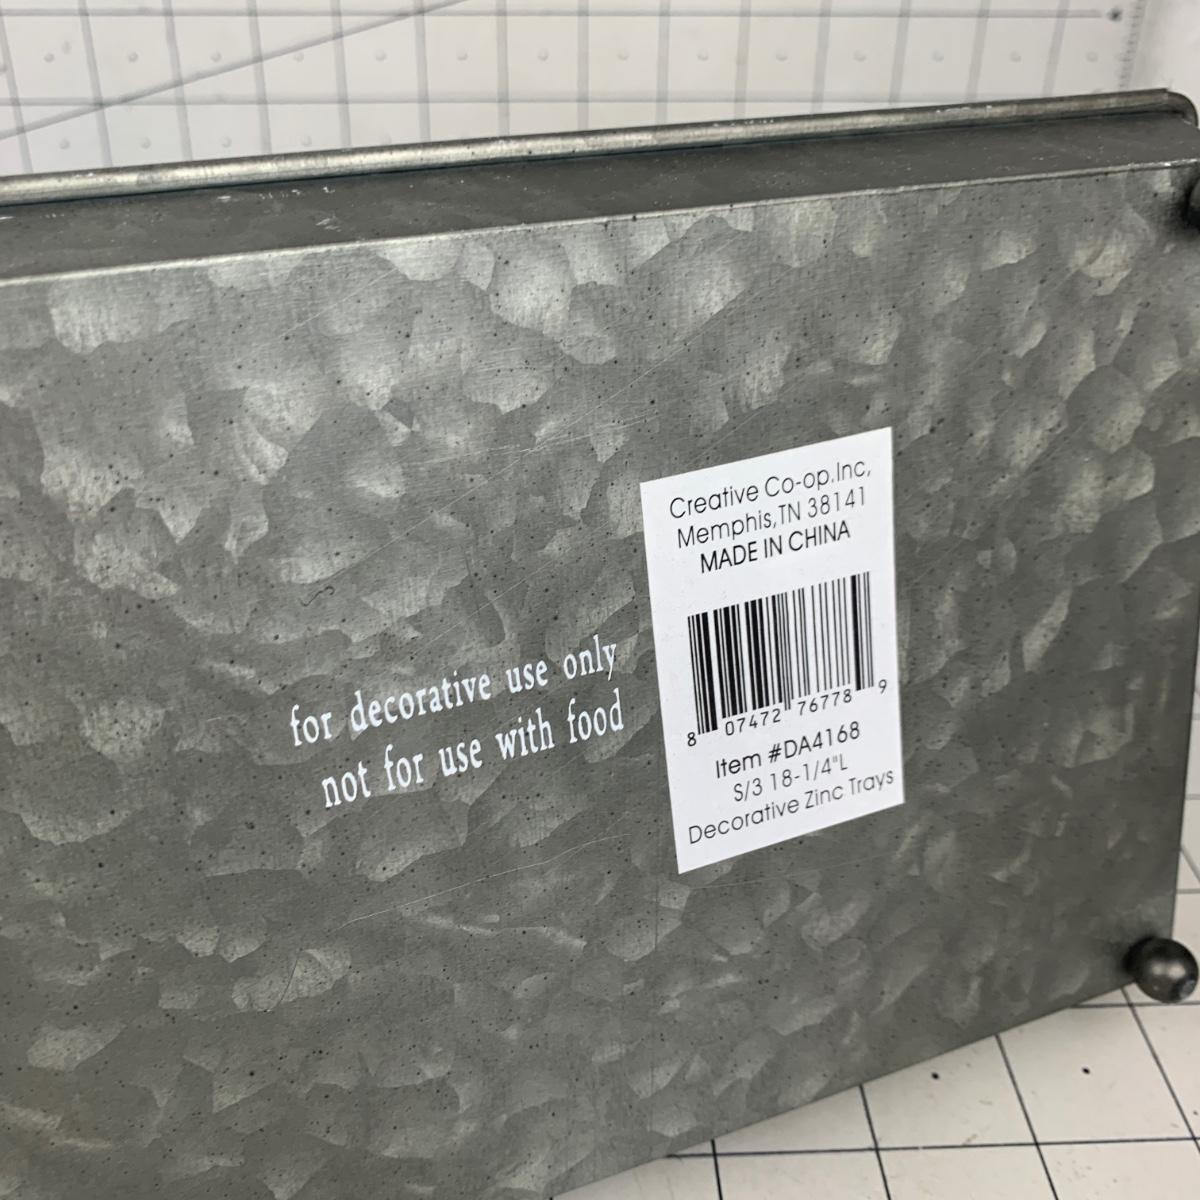 for decorative use only
not for use with food
Creative Co-op.Inc,
Memphis,TN 38141
MADE IN CHINA
8 07472 76778 9
Item #DA4168
S/3 18-1/4"L
Decorative Zinc Trays